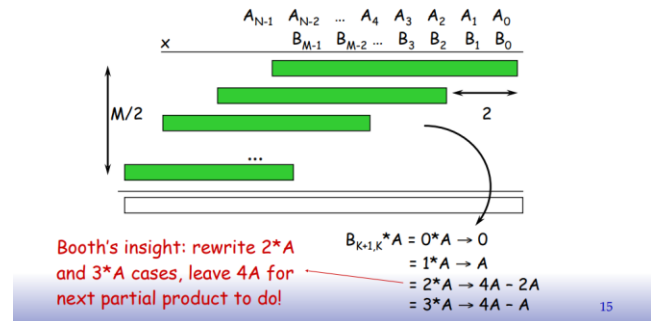 A_{N-1} A_{N-2} ... A_4 A_3 A_2 A_1 A_0
x B_{M-1} B_{M-2} ... B_3 B_2 B_1 B_0
M/2
2
...
B_{K+1,K}*A = 0*A → 0
= 1*A → A
= 2*A → 4A - 2A
= 3*A → 4A - A
Booth's insight: rewrite 2*A
and 3*A cases, leave 4A for
next partial product to do!
15